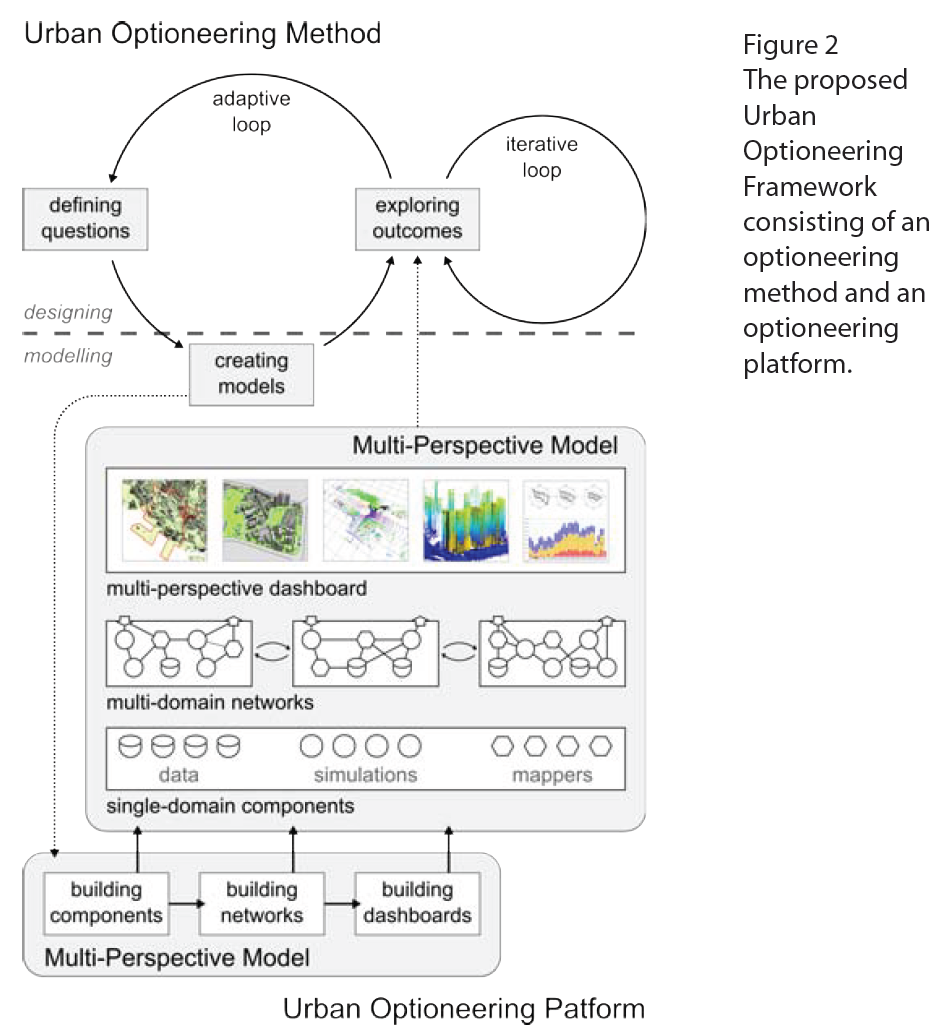 Urban Optioneering Method
adaptive
loop
iterative
loop
defining
questions
exploring
outcomes
designing
modelling
creating
models
Multi-Perspective Model
multi-perspective dashboard
multi-domain networks
data
simulations
mappers
single-domain components
building
components
building
networks
building
dashboards
Multi-Perspective Model
Urban Optioneering Patform
Figure 2
The proposed
Urban
Optioneering
Framework
consisting of an
optioneering
method and an
optioneering
platform.